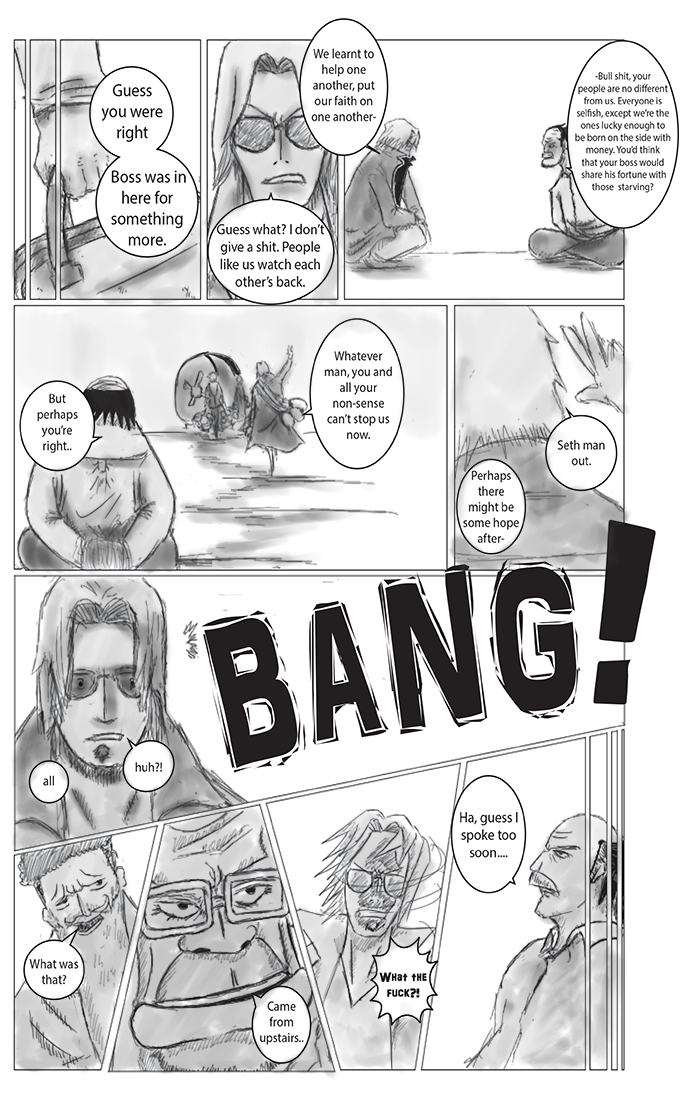 Guess
you were
right
Boss was in
here for
something
more.
Guess what? I don't
give a shit. People
like us watch each
other's back.
We learnt to
help one
another, put
our faith on
one another-
-Bull shit, your
people are no different
from us. Everyone is
selfish, except we're the
ones lucky enough to
be born on the side with
money. You'd think
that your boss would
share his fortune with
those starving?
But
perhaps
you're
right..
Whatever
man, you and
all your
non-sense
can't stop us
now.
Seth man
out.
Perhaps
there
might be
some hope
after-
BANG!
all
huh?!
What was
that?
Came
from
upstairs..
What the
fuck?!
Ha, guess I
spoke too
soon....